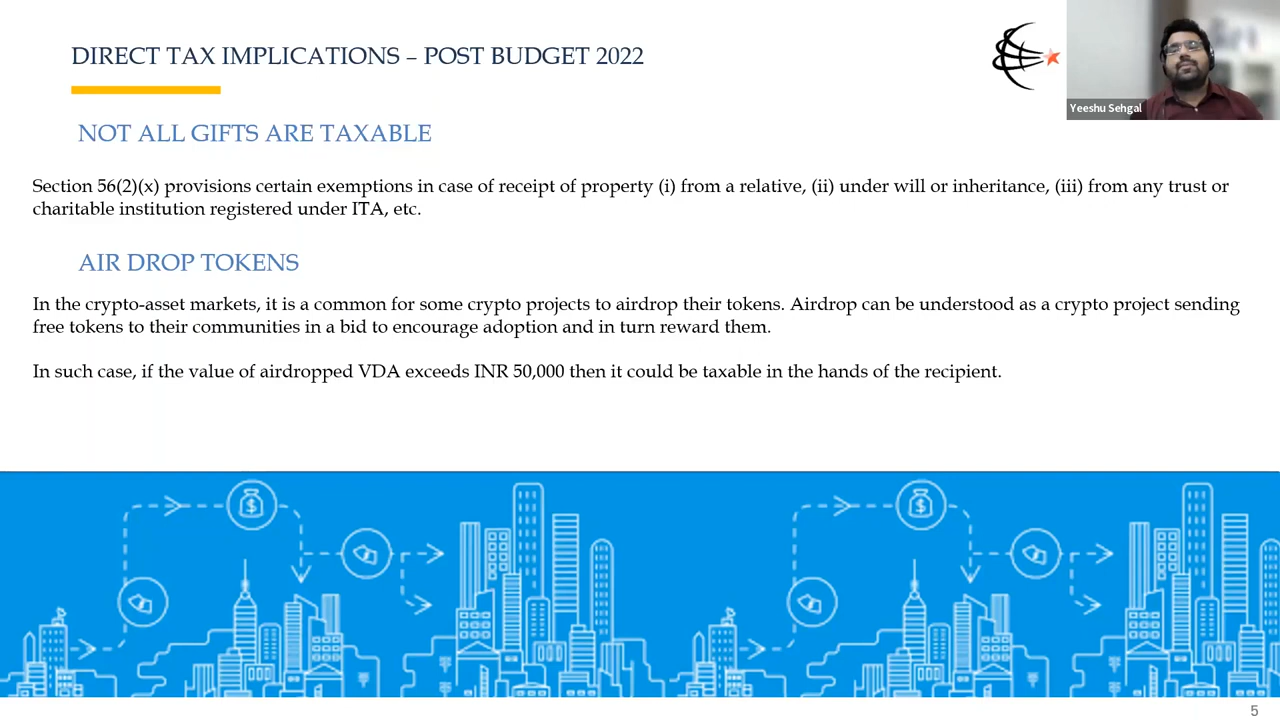 DIRECT TAX IMPLICATIONS – POST BUDGET 2022
Yeeshu Sehgal
NOT ALL GIFTS ARE TAXABLE
Section 56(2)(x) provisions certain exemptions in case of receipt of property (i) from a relative, (ii) under will or inheritance, (iii) from any trust or
charitable institution registered under ITA, etc.
AIR DROP TOKENS
In the crypto-asset markets, it is a common for some crypto projects to airdrop their tokens. Airdrop can be understood as a crypto project sending
free tokens to their communities in a bid to encourage adoption and in turn reward them.
In such case, if the value of airdropped VDA exceeds INR 50,000 then it could be taxable in the hands of the recipient.
$ $
5